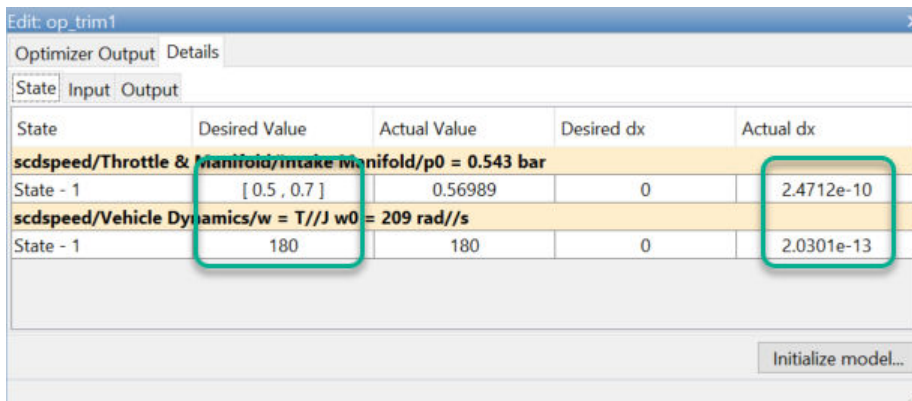 Edit: op_trim1
Optimizer Output Details
State Input Output
State Desired Value Actual Value Desired dx Actual dx
scdspeed/Throttle & Manifold/Intake Manifold/p0 = 0.543 bar
State - 1 [ 0.5 , 0.7 ] 0.56989 0 2.4712e-10
scdspeed/Vehicle Dynamics/w = T//J w0 = 209 rad//s
State - 1 180 180 0 2.0301e-13
Initialize model...